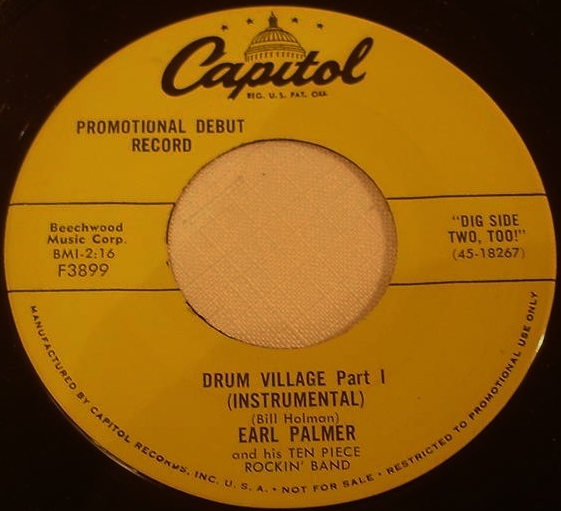 Capitol
REG. U.S. PAT. OFF.
PROMOTIONAL DEBUT
RECORD
Beechwood
Music Corp.
BMI-2:16
F3899
"DIG SIDE
TWO, TOO!"
(45-18267)
DRUM VILLAGE Part I
(INSTRUMENTAL)
(Bill Holman)
EARL PALMER
and his TEN PIECE
ROCKIN' BAND
MANUFACTURED BY CAPITOL RECORDS, INC. U. S. A. • NOT FOR SALE • RESTRICTED TO PROMOTIONAL USE ONLY